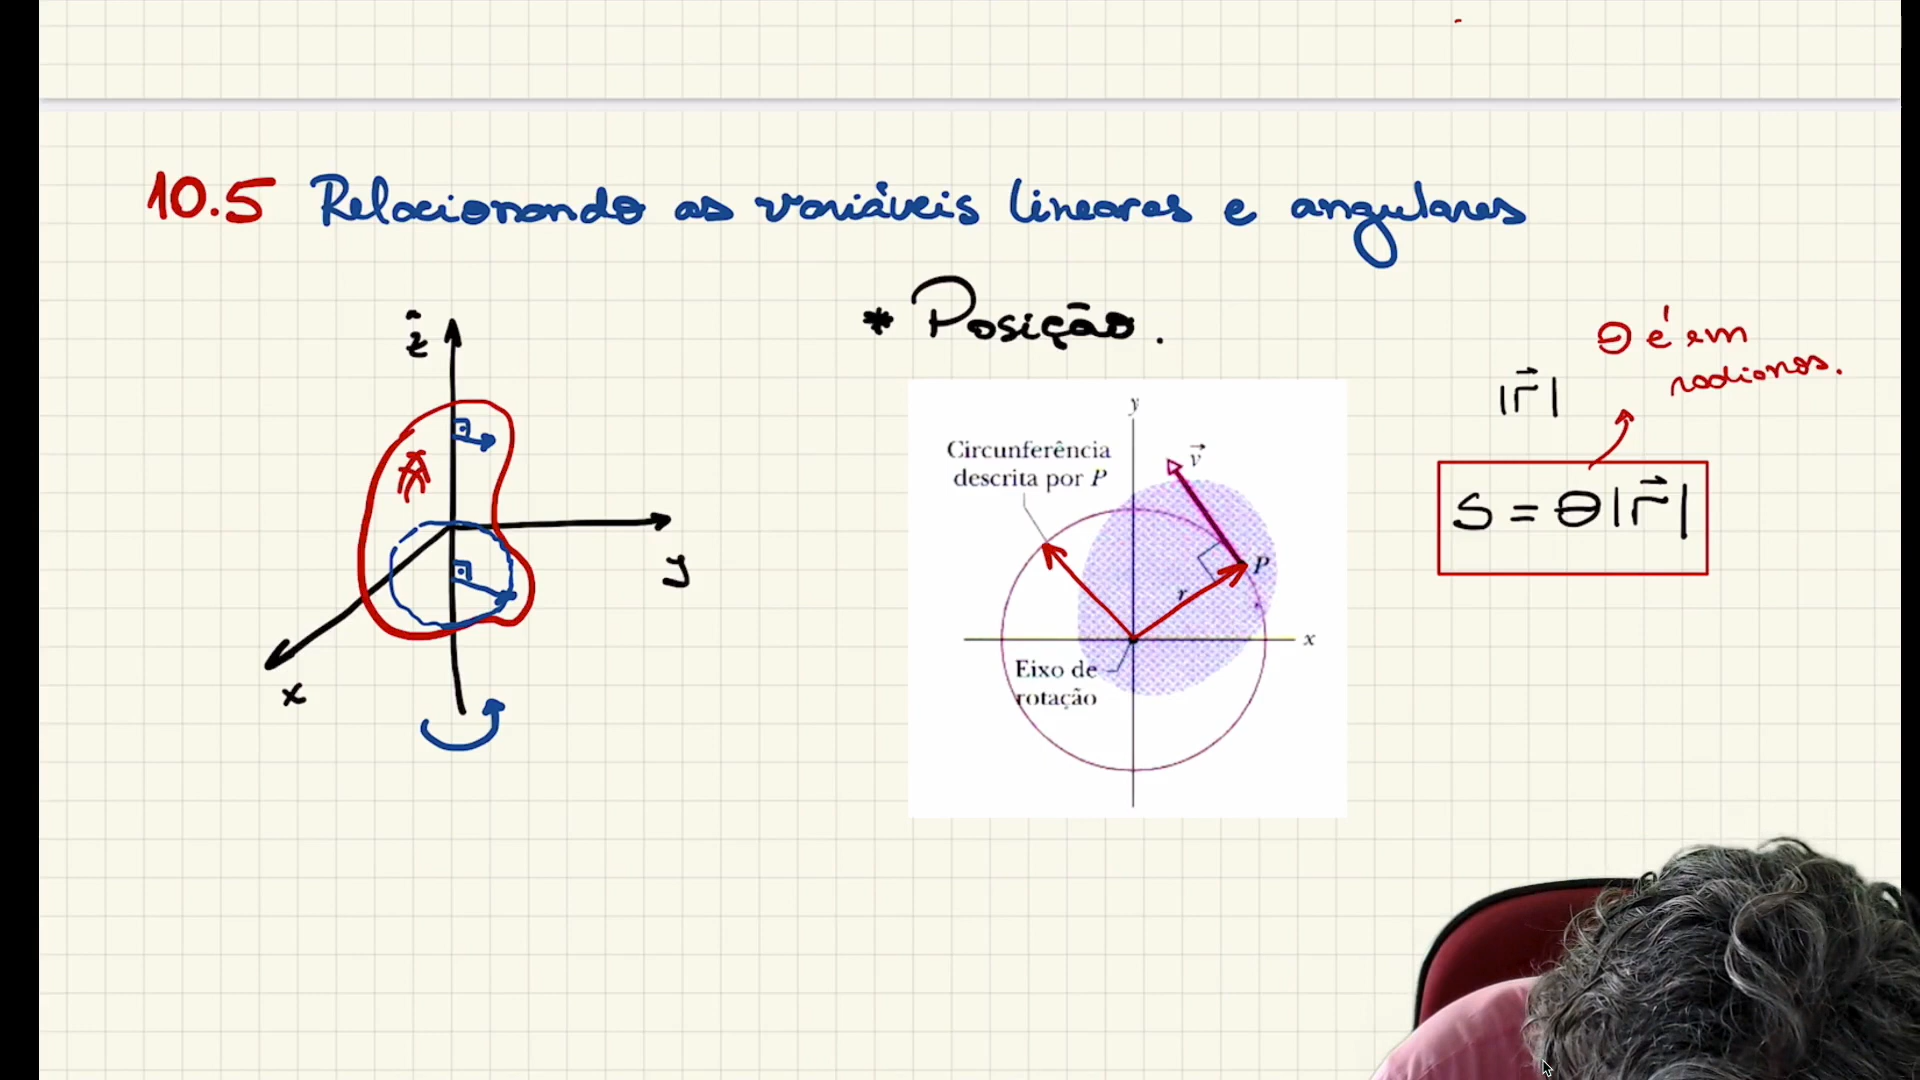 10.5 Relacionando as variáveis lineares e angulares
ẑ
y
x
* Posição.
y
Circunferência
descrita por P
v⃗
P
r
x
Eixo de
rotação
θ é em
radianos.
|r⃗|
S = θ|r⃗|